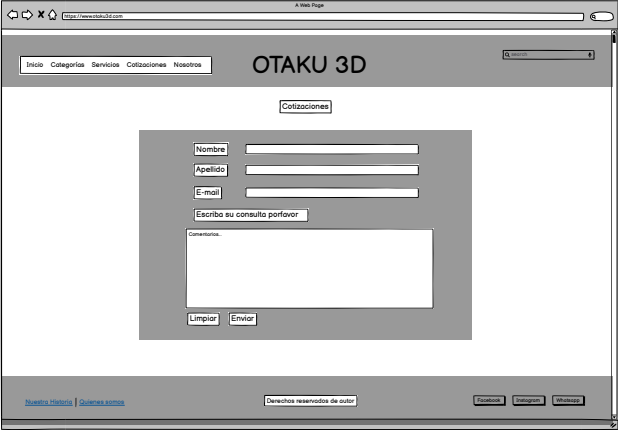 A Web Page
https://www.otaku3d.com
Inicio Categorías Servicios Cotizaciones Nosotros
OTAKU 3D
search
Cotizaciones
Nombre
Apellido
E-mail
Escriba su consulta porfavor
Comentarios..
Limpiar Enviar
Nuestra Historia | Quienes somos
Derechos reservados de autor
Facebook Instagram Whatsapp